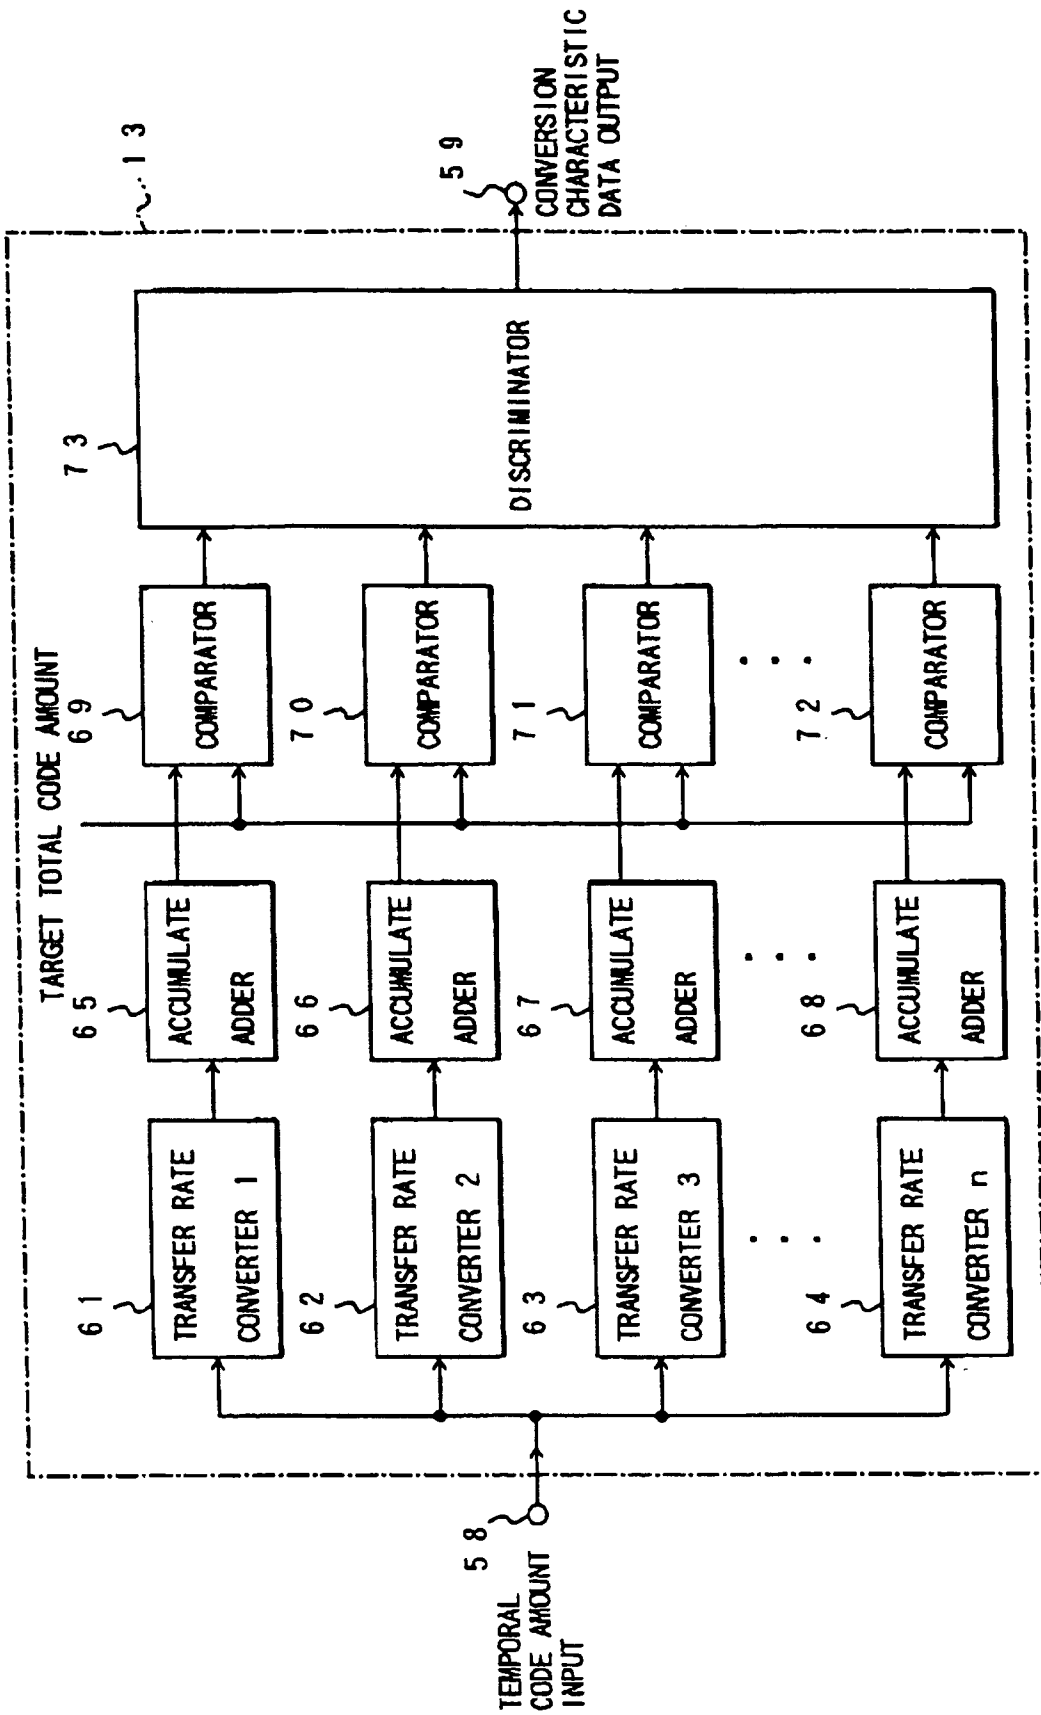 13
TARGET TOTAL CODE AMOUNT
61
TRANSFER RATE
CONVERTER 1
65
ACCUMULATE
ADDER
69
COMPARATOR
62
TRANSFER RATE
CONVERTER 2
66
ACCUMULATE
ADDER
70
COMPARATOR
63
TRANSFER RATE
CONVERTER 3
67
ACCUMULATE
ADDER
71
COMPARATOR
64
TRANSFER RATE
CONVERTER n
68
ACCUMULATE
ADDER
72
COMPARATOR
73
DISCRIMINATOR
58
TEMPORAL
CODE AMOUNT
INPUT
59
CONVERSION
CHARACTERISTIC
DATA OUTPUT